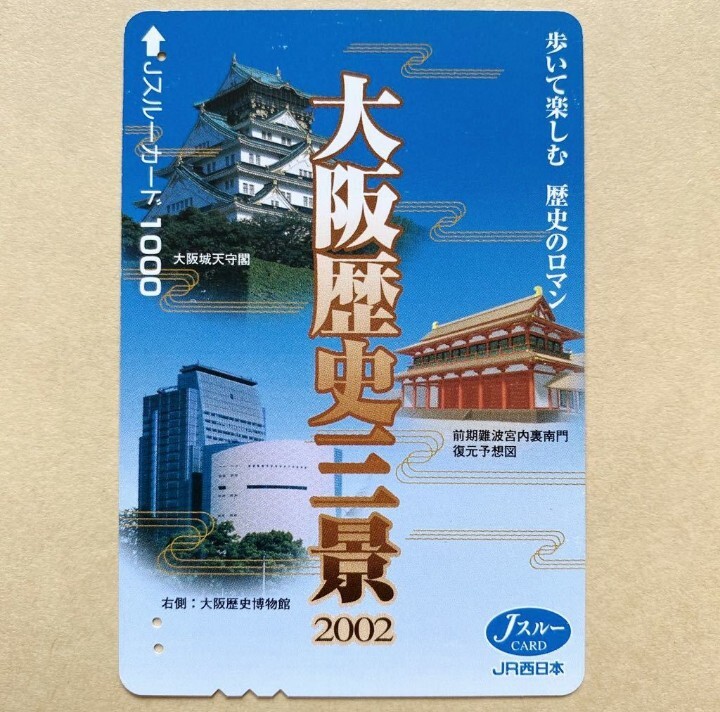 歩いて楽しむ 歴史のロマン
大阪歴史三景
2002
Jスルーカード 1000
大阪城天守閣
前期難波宮内裏南門
復元予想図
右側：大阪歴史博物館
Jスルー
CARD
JR西日本